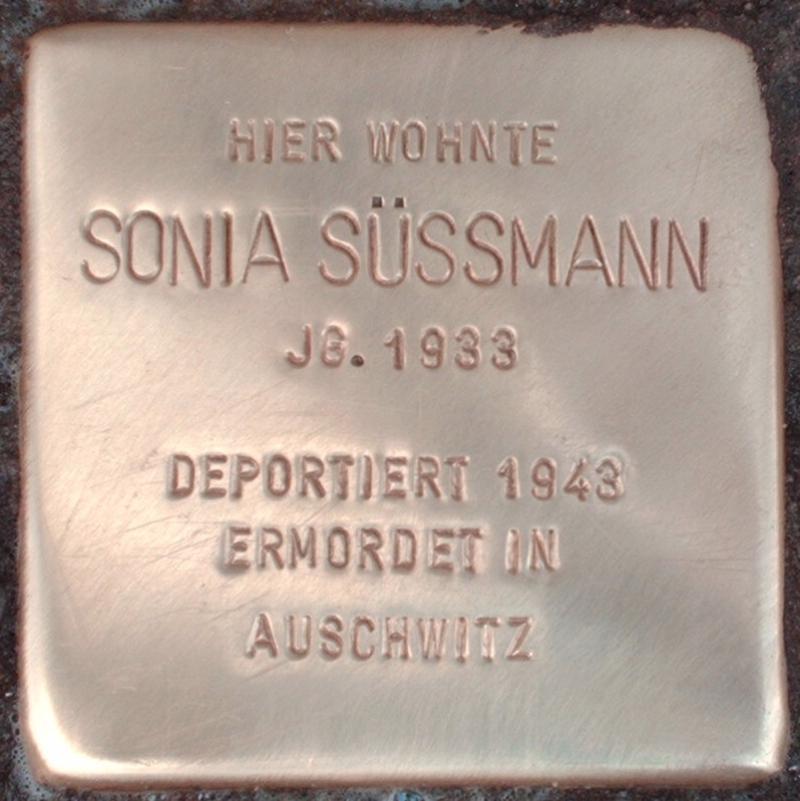 HIER WOHNTE
SONIA SÜSSMANN
JG. 1933
DEPORTIERT 1943
ERMORDET IN
AUSCHWITZ